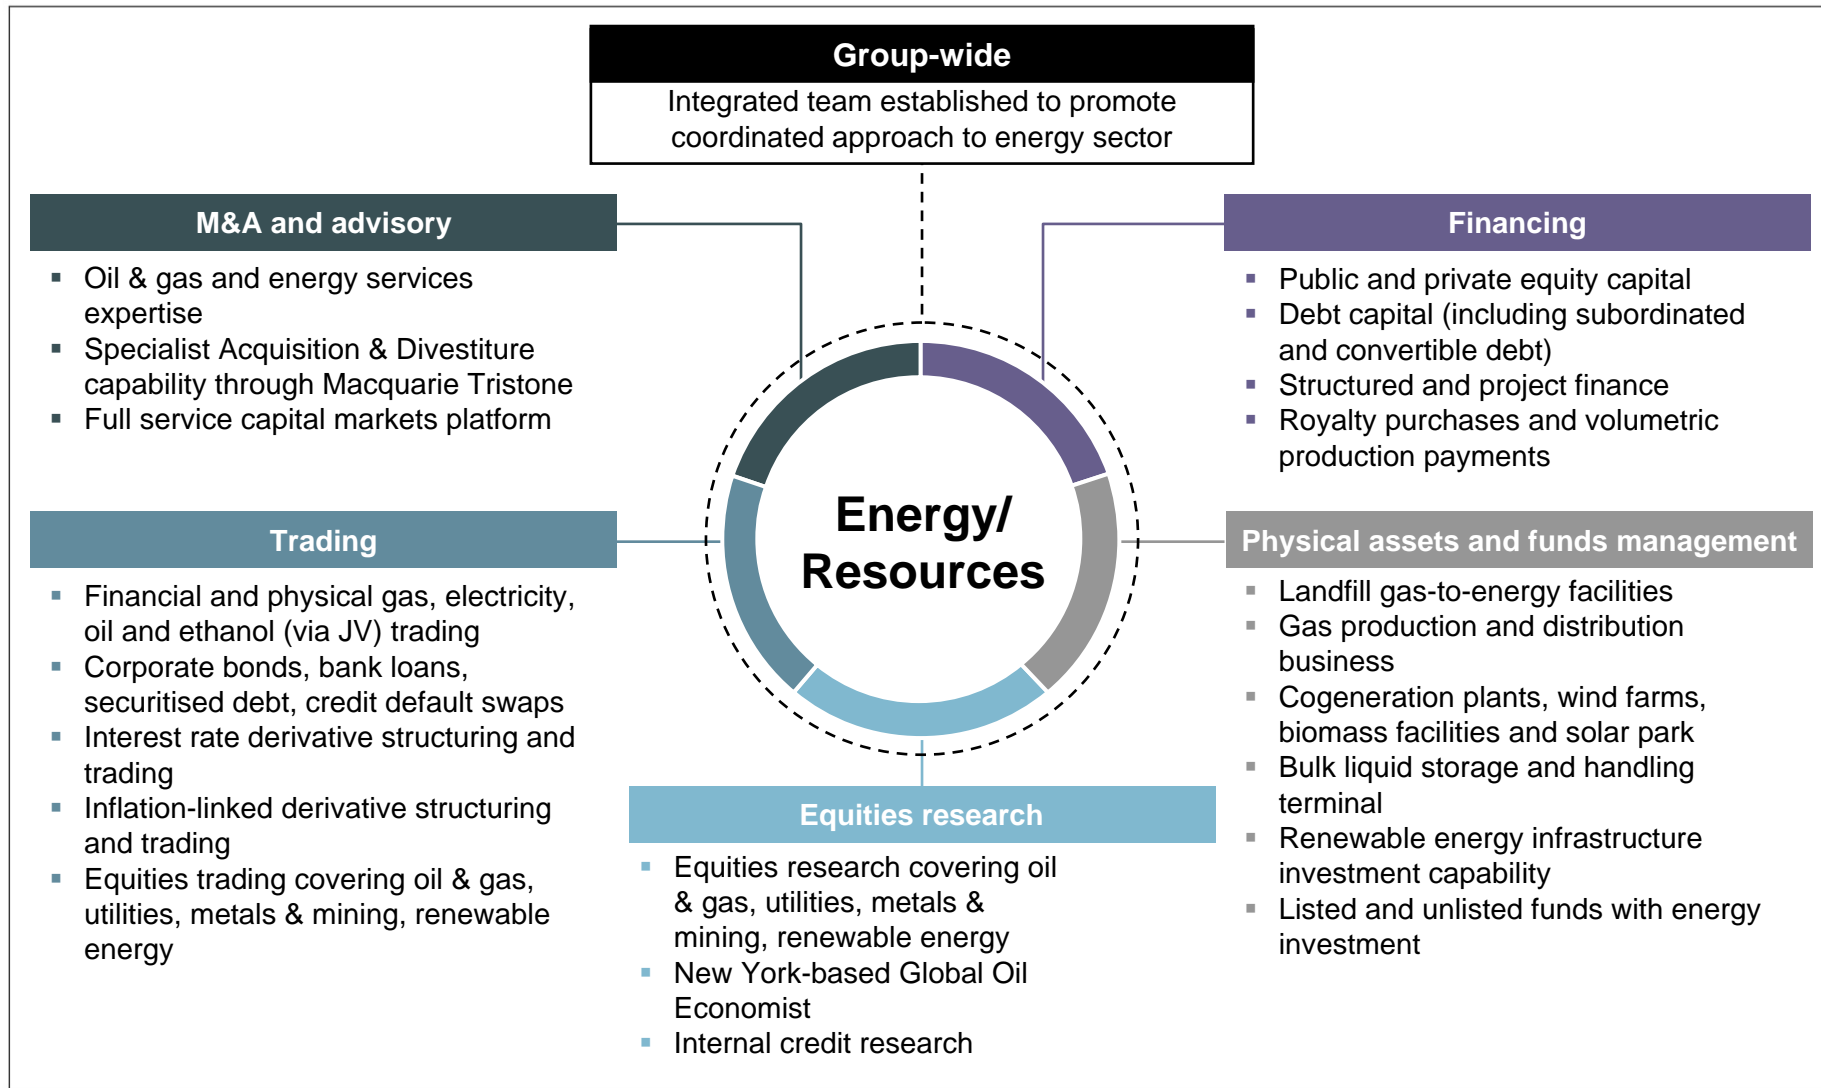 Group-wide
Integrated team established to promote
coordinated approach to energy sector
M&A and advisory
Oil & gas and energy services
expertise
Specialist Acquisition & Divestiture
capability through Macquarie Tristone
Full service capital markets platform
Financing
Public and private equity capital
Debt capital (including subordinated
and convertible debt)
Structured and project finance
Royalty purchases and volumetric
production payments
Energy/
Resources
Trading
Financial and physical gas, electricity,
oil and ethanol (via JV) trading
Corporate bonds, bank loans,
securitised debt, credit default swaps
Interest rate derivative structuring and
trading
Inflation-linked derivative structuring
and trading
Equities trading covering oil & gas,
utilities, metals & mining, renewable
energy
Physical assets and funds management
Landfill gas-to-energy facilities
Gas production and distribution
business
Cogeneration plants, wind farms,
biomass facilities and solar park
Bulk liquid storage and handling
terminal
Renewable energy infrastructure
investment capability
Listed and unlisted funds with energy
investment
Equities research
Equities research covering oil
& gas, utilities, metals &
mining, renewable energy
New York-based Global Oil
Economist
Internal credit research